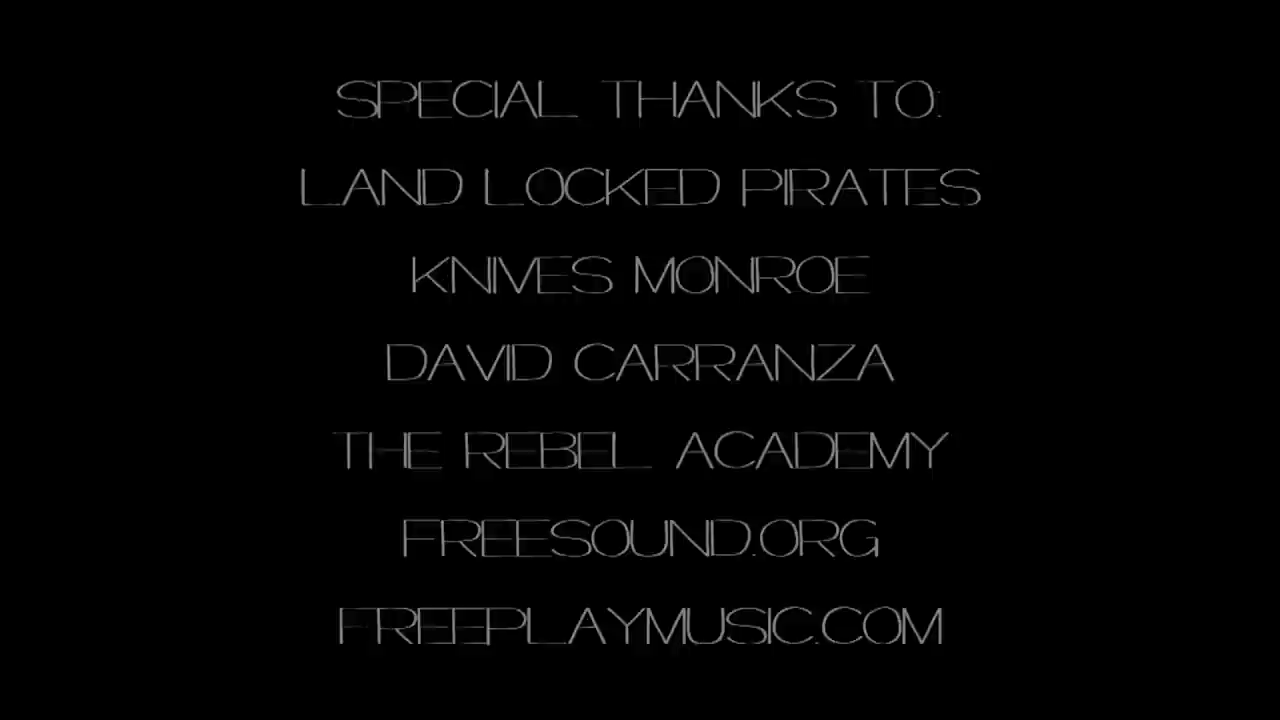 SPECIAL THANKS TO:
LAND LOCKED PIRATES
KNIVES MONROE
DAVID CARRANZA
THE REBEL ACADEMY
FREESOUND.ORG
FREEPLAYMUSIC.COM